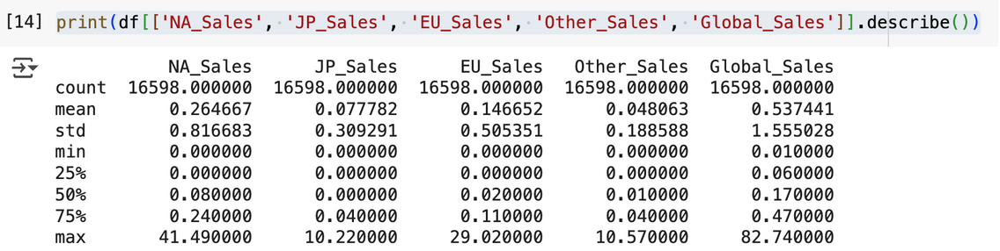 [14] print(df[['NA_Sales', 'JP_Sales', 'EU_Sales', 'Other_Sales', 'Global_Sales']].describe())
NA_Sales JP_Sales EU_Sales Other_Sales Global_Sales
count 16598.000000 16598.000000 16598.000000 16598.000000 16598.000000
mean 0.264667 0.077782 0.146652 0.048063 0.537441
std 0.816683 0.309291 0.505351 0.188588 1.555028
min 0.000000 0.000000 0.000000 0.000000 0.010000
25% 0.000000 0.000000 0.000000 0.000000 0.060000
50% 0.080000 0.000000 0.020000 0.010000 0.170000
75% 0.240000 0.040000 0.110000 0.040000 0.470000
max 41.490000 10.220000 29.020000 10.570000 82.740000